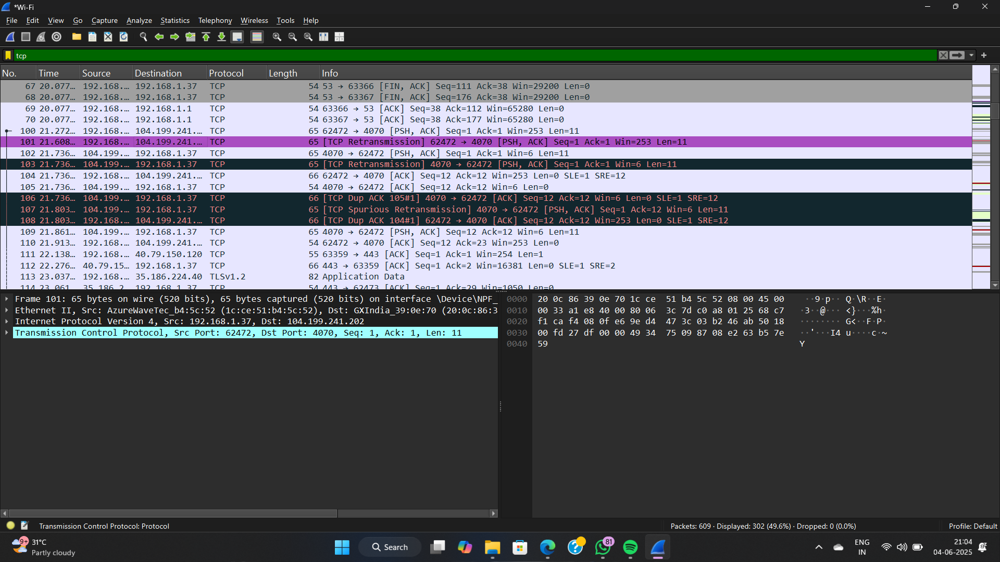 *Wi-Fi
File Edit View Go Capture Analyze Statistics Telephony Wireless Tools Help
tcp
No. Time Source Destination Protocol Length Info
67 20.077… 192.168.… 192.168.1.37 TCP 54 53 → 63366 [FIN, ACK] Seq=111 Ack=38 Win=29200 Len=0
68 20.077… 192.168.… 192.168.1.37 TCP 54 53 → 63367 [FIN, ACK] Seq=176 Ack=38 Win=29200 Len=0
69 20.077… 192.168.… 192.168.1.1 TCP 54 63366 → 53 [ACK] Seq=38 Ack=112 Win=65280 Len=0
70 20.077… 192.168.… 192.168.1.1 TCP 54 63367 → 53 [ACK] Seq=38 Ack=177 Win=65280 Len=0
100 21.272… 192.168.… 104.199.241.… TCP 65 62472 → 4070 [PSH, ACK] Seq=1 Ack=1 Win=253 Len=11
101 21.608… 192.168.… 104.199.241.… TCP 65 [TCP Retransmission] 62472 → 4070 [PSH, ACK] Seq=1 Ack=1 Win=253 Len=11
102 21.736… 104.199.… 192.168.1.37 TCP 65 4070 → 62472 [PSH, ACK] Seq=1 Ack=1 Win=6 Len=11
103 21.736… 104.199.… 192.168.1.37 TCP 65 [TCP Retransmission] 4070 → 62472 [PSH, ACK] Seq=1 Ack=1 Win=6 Len=11
104 21.736… 192.168.… 104.199.241.… TCP 66 62472 → 4070 [ACK] Seq=12 Ack=12 Win=253 Len=0 SLE=1 SRE=12
105 21.736… 104.199.… 192.168.1.37 TCP 54 4070 → 62472 [ACK] Seq=12 Ack=12 Win=6 Len=0
106 21.736… 104.199.… 192.168.1.37 TCP 66 [TCP Dup ACK 105#1] 4070 → 62472 [ACK] Seq=12 Ack=12 Win=6 Len=0 SLE=1 SRE=12
107 21.803… 104.199.… 192.168.1.37 TCP 65 [TCP Spurious Retransmission] 4070 → 62472 [PSH, ACK] Seq=1 Ack=12 Win=6 Len=11
108 21.803… 192.168.… 104.199.241.… TCP 66 [TCP Dup ACK 104#1] 62472 → 4070 [ACK] Seq=12 Ack=12 Win=253 Len=0 SLE=1 SRE=12
109 21.861… 104.199.… 192.168.1.37 TCP 65 4070 → 62472 [PSH, ACK] Seq=12 Ack=12 Win=6 Len=11
110 21.913… 192.168.… 104.199.241.… TCP 54 62472 → 4070 [ACK] Seq=12 Ack=23 Win=253 Len=0
111 22.138… 192.168.… 40.79.150.120 TCP 55 63359 → 443 [ACK] Seq=1 Ack=1 Win=254 Len=1
112 22.276… 40.79.15… 192.168.1.37 TCP 66 443 → 63359 [ACK] Seq=1 Ack=2 Win=16381 Len=0 SLE=1 SRE=2
113 23.037… 192.168.… 35.186.224.40 TLSv1.2 82 Application Data
114 23.061… 35.186.2… 192.168.1.37 TCP 54 443 → 62473 [ACK] Seq=1 Ack=29 Win=1050 Len=0
Frame 101: 65 bytes on wire (520 bits), 65 bytes captured (520 bits) on interface \Device\NPF_
Ethernet II, Src: AzureWaveTec_b4:5c:52 (1c:ce:51:b4:5c:52), Dst: GXIndia_39:0e:70 (20:0c:86:3
Internet Protocol Version 4, Src: 192.168.1.37, Dst: 104.199.241.202
Transmission Control Protocol, Src Port: 62472, Dst Port: 4070, Seq: 1, Ack: 1, Len: 11
0000 20 0c 86 39 0e 70 1c ce 51 b4 5c 52 08 00 45 00 ··9·p·· Q·\R··E·
0010 00 33 a1 e8 40 00 80 06 3c 7d c0 a8 01 25 68 c7 ·3··@··· <}···%h·
0020 f1 ca f4 08 0f e6 9e d4 47 3c 03 b2 46 ab 50 18 ········ G<··F·P·
0030 00 fd 27 df 00 00 49 34 75 09 87 08 e2 63 b5 7e ··'···I4 u····c·~
0040 59 Y
Transmission Control Protocol: Protocol
Packets: 609 · Displayed: 302 (49.6%) · Dropped: 0 (0.0%)
Profile: Default
9+
31°C
Partly cloudy
Search
81
ENG
IN
21:04
04-06-2025